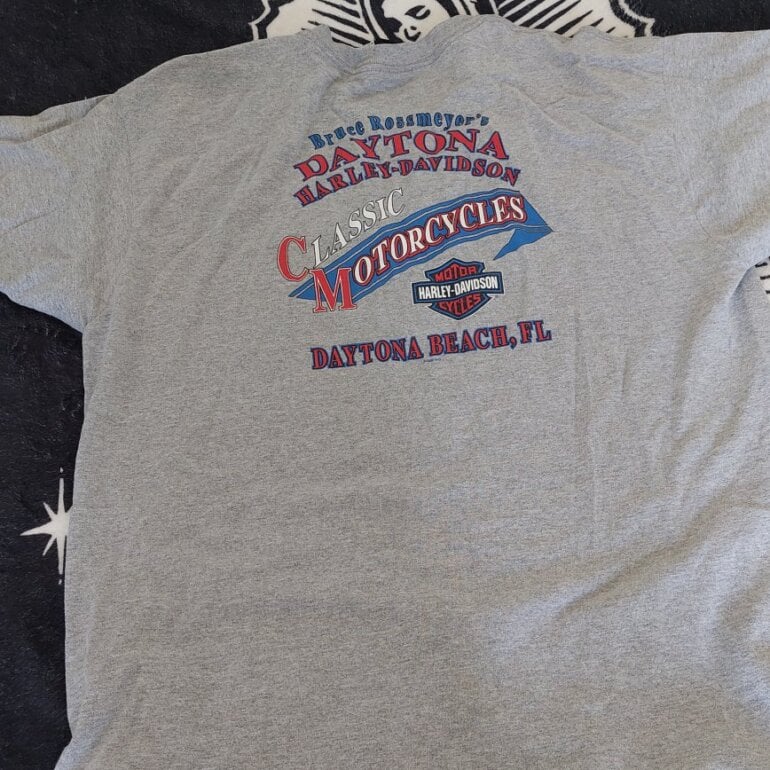 Bruce Rossmeyer's
DAYTONA
HARLEY-DAVIDSON
CLASSIC
MOTORCYCLES
MOTOR
HARLEY-DAVIDSON
CYCLES
DAYTONA BEACH, FL